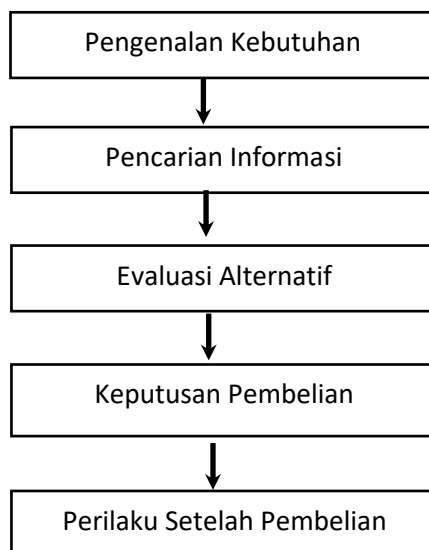 Pengenalan Kebutuhan
Pencarian Informasi
Evaluasi Alternatif
Keputusan Pembelian
Perilaku Setelah Pembelian